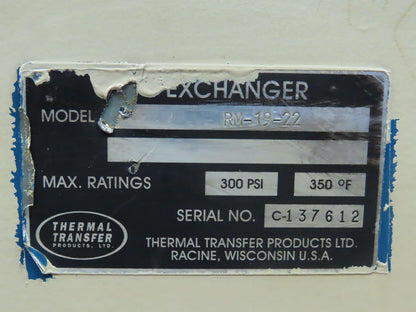 EXCHANGER
MODEL RM-19-22
MAX. RATINGS 300 PSI 350 °F
SERIAL NO. C-137612
THERMAL
TRANSFER
PRODUCTS, LTD.
THERMAL TRANSFER PRODUCTS LTD.
RACINE, WISCONSIN U.S.A.